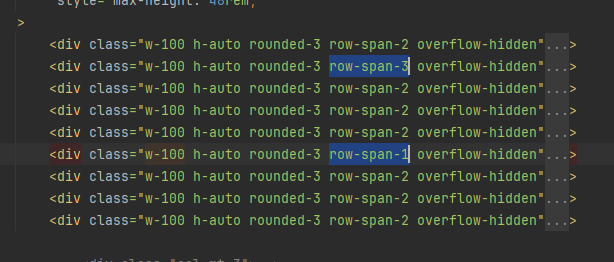 style="max-height: 48rem;
>
<div class="w-100 h-auto rounded-3 row-span-2 overflow-hidden"...>
<div class="w-100 h-auto rounded-3 row-span-3 overflow-hidden"...>
<div class="w-100 h-auto rounded-3 row-span-2 overflow-hidden"...>
<div class="w-100 h-auto rounded-3 row-span-2 overflow-hidden"...>
<div class="w-100 h-auto rounded-3 row-span-2 overflow-hidden"...>
<div class="w-100 h-auto rounded-3 row-span-1 overflow-hidden"...>
<div class="w-100 h-auto rounded-3 row-span-2 overflow-hidden"...>
<div class="w-100 h-auto rounded-3 row-span-2 overflow-hidden"...>
<div class="w-100 h-auto rounded-3 row-span-2 overflow-hidden"...>